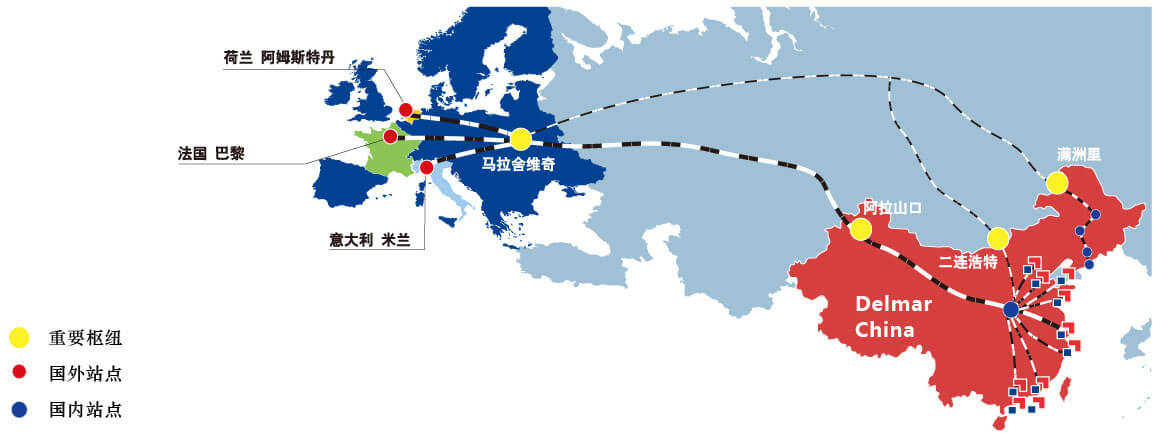 荷兰 阿姆斯特丹
法国 巴黎
意大利 米兰
马拉舍维奇
满洲里
阿拉山口
二连浩特
Delmar
China
重要枢纽
国外站点
国内站点